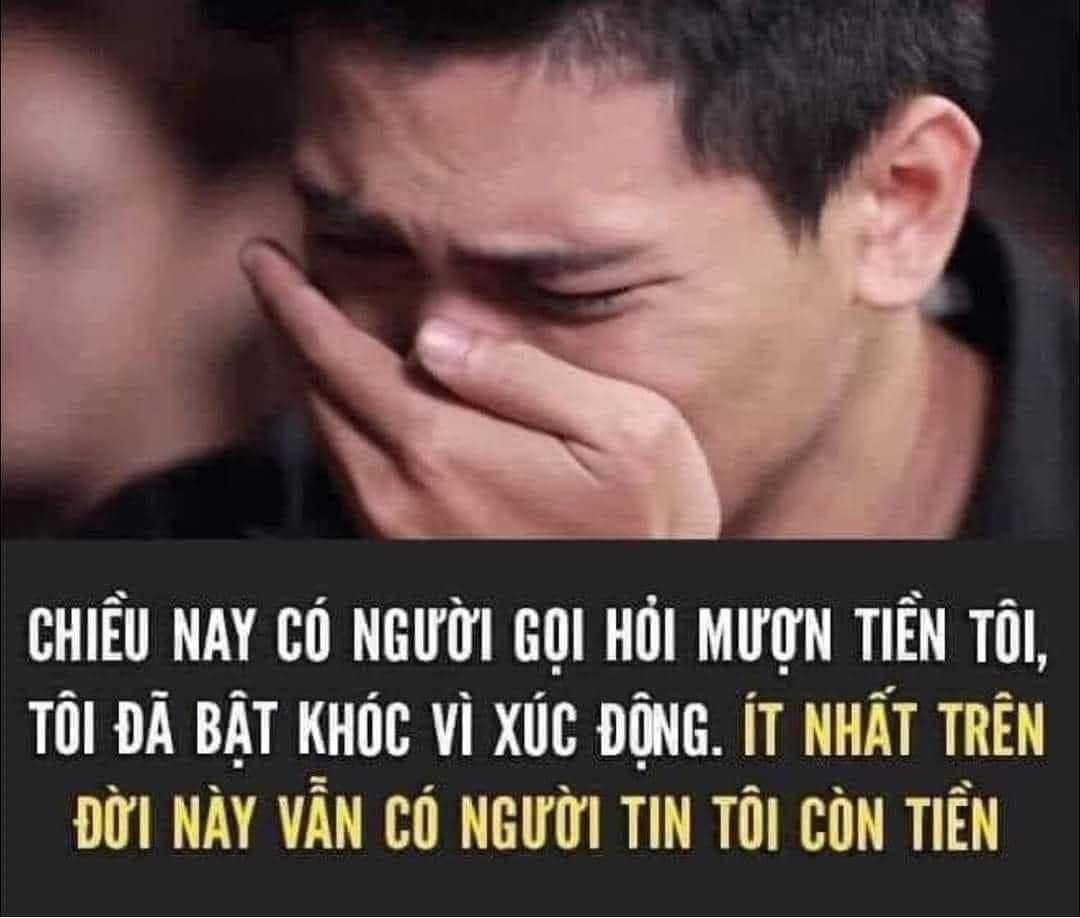 CHIỀU NAY CÓ NGƯỜI GỌI HỎI MƯỢN TIỀN TÔI,
TÔI ĐÃ BẬT KHÓC VÌ XÚC ĐỘNG. ÍT NHẤT TRÊN
ĐỜI NÀY VẪN CÓ NGƯỜI TIN TÔI CÒN TIỀN